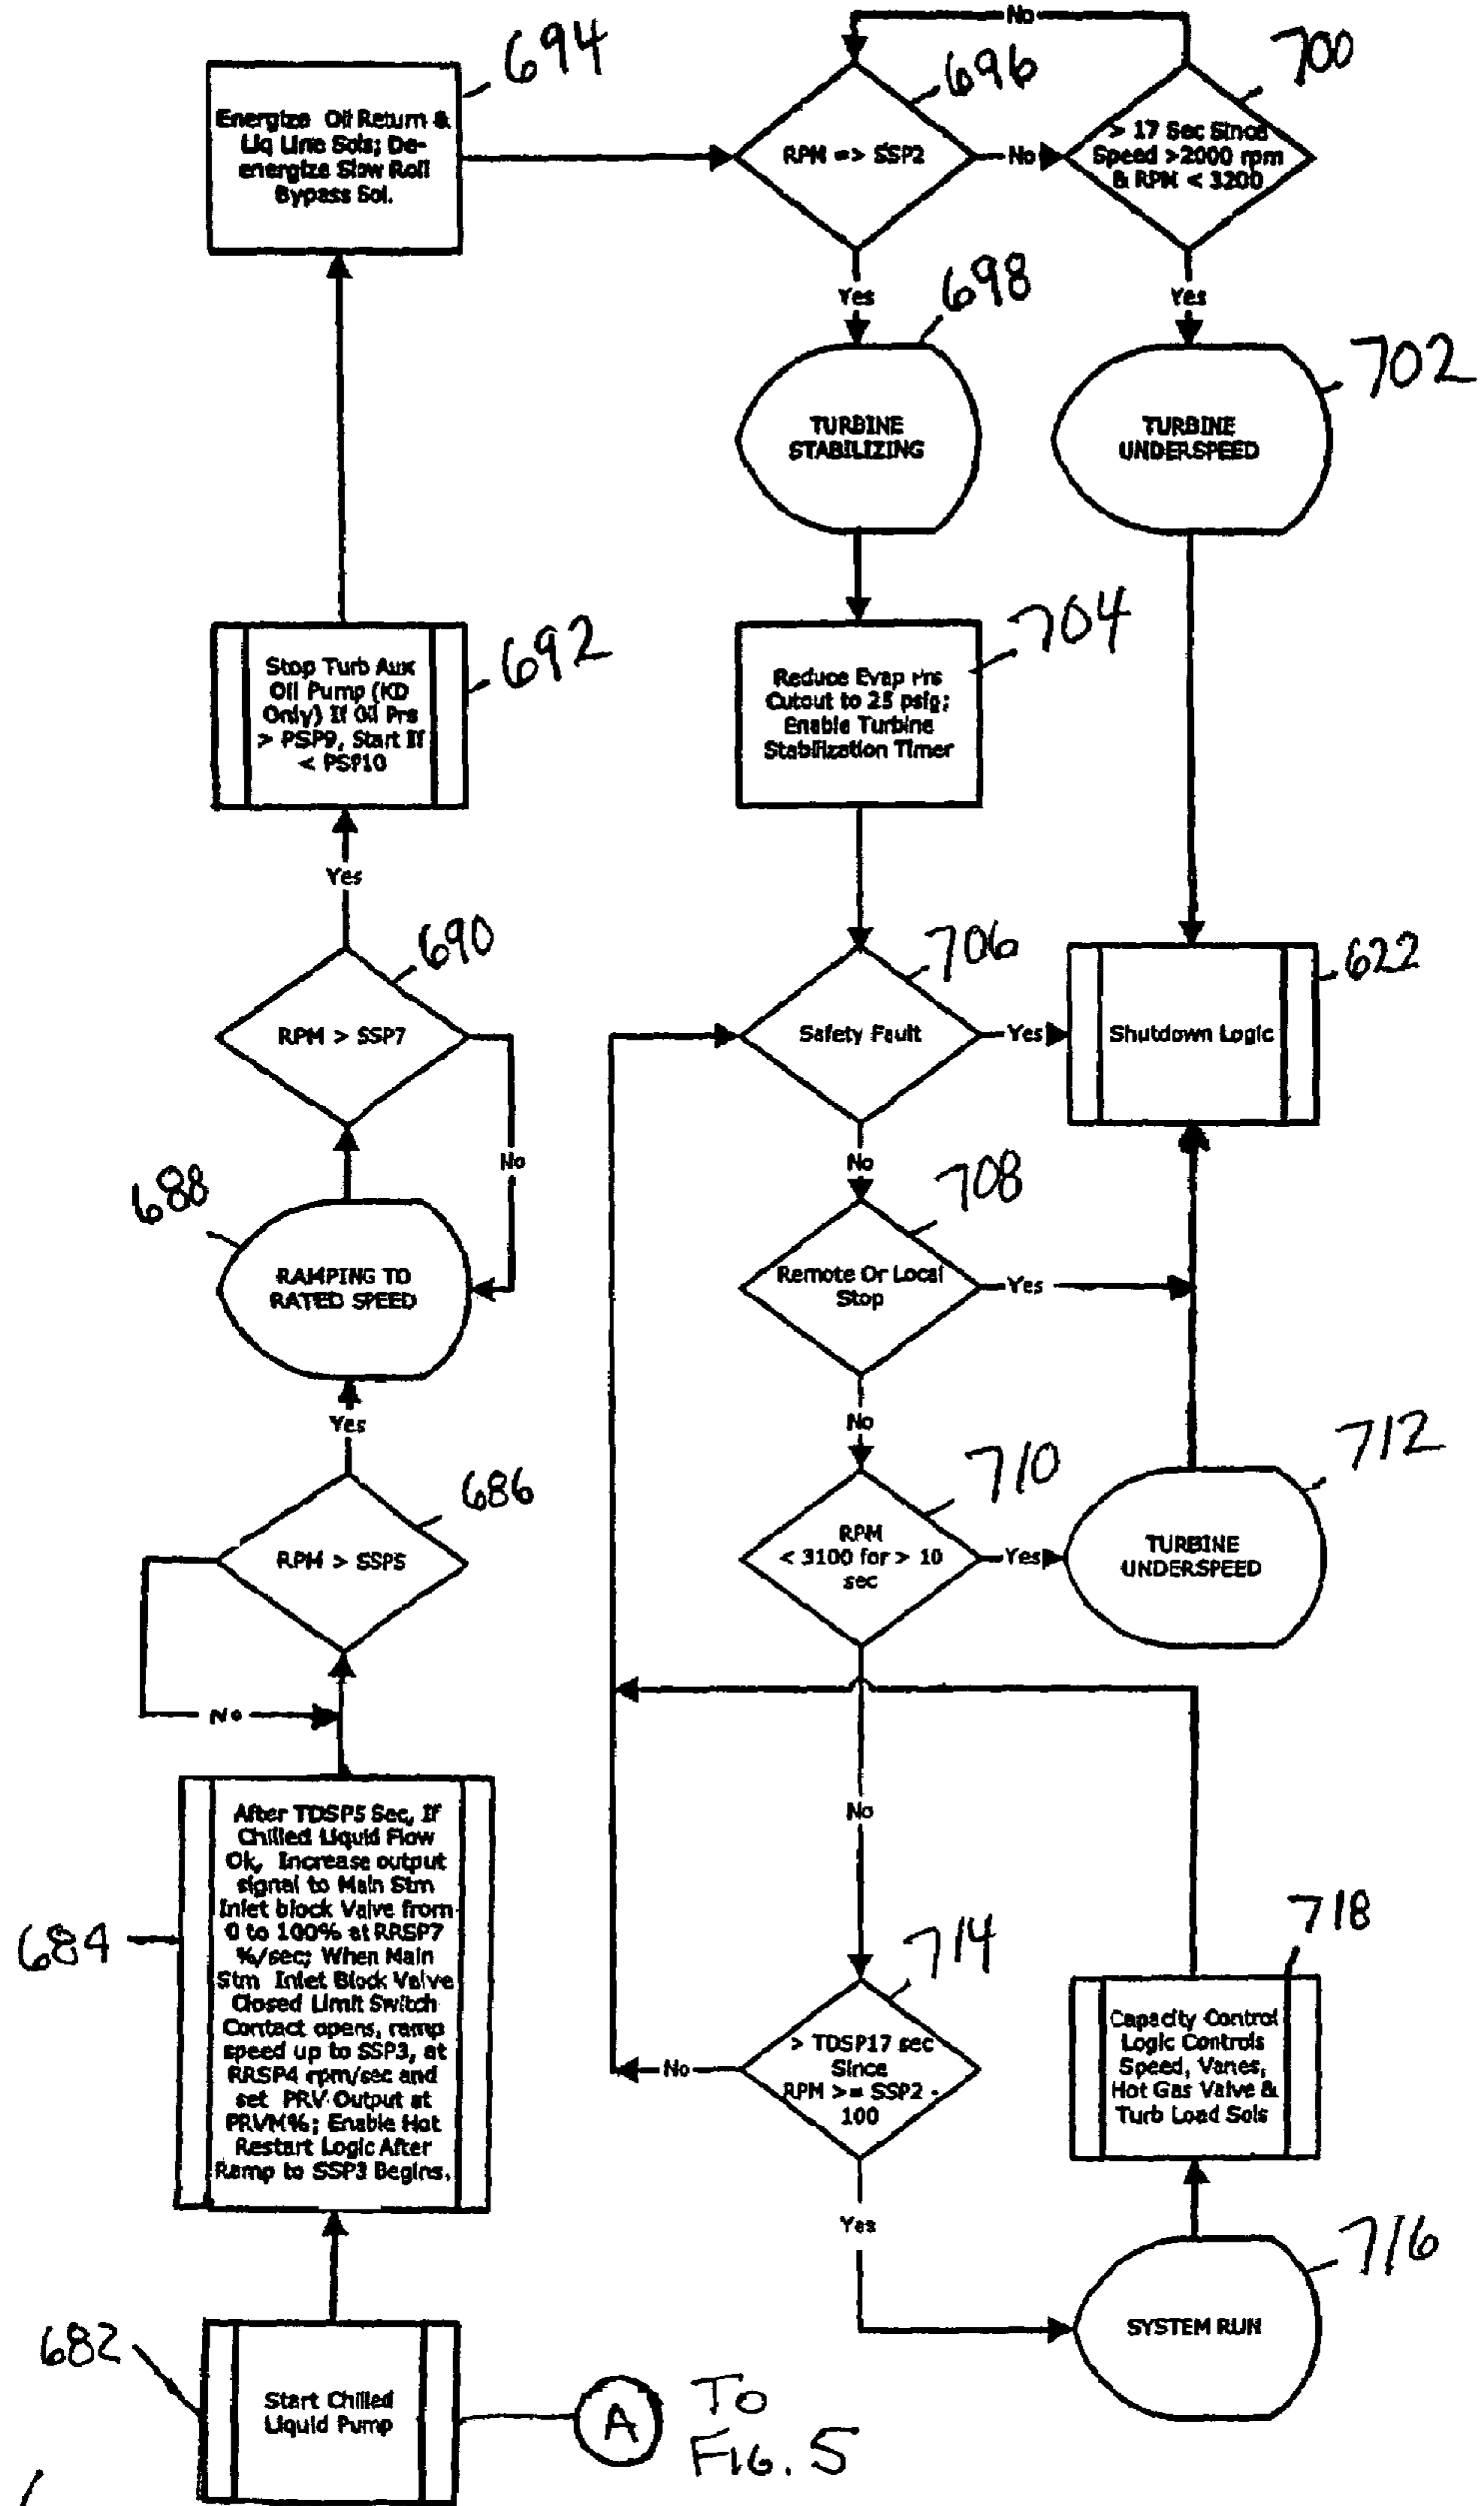 694
Energize Oil Return &
Liq Line Sols; De-
energize Slow Roll
Bypass Sol.
No
696
RPM => SSP2
No
700
> 17 Sec Since
Speed >2000 rpm
& RPM < 3200
Yes
Yes
698
TURBINE
STABILIZING
702
TURBINE
UNDERSPEED
692
Stop Turb Aux
Oil Pump (KD
Only) If Oil Prs
> PSP9, Start If
< PSP10
704
Reduce Evap Prs
Cutout to 25 psig;
Enable Turbine
Stabilization Timer
Yes
690
RPM > SSP7
No
706
Safety Fault
Yes
622
Shutdown Logic
No
688
RAMPING TO
RATED SPEED
708
Remote Or Local
Stop
Yes
No
Yes
686
RPM > SSP5
No
710
RPM
< 3100 for > 10
sec
Yes
712
TURBINE
UNDERSPEED
No
684
After TDSP5 Sec, If
Chilled Liquid Flow
Ok, Increase output
signal to Main Stm
Inlet block Valve from
0 to 100% at RRSP7
%/sec; When Main
Stm Inlet Block Valve
Closed Limit Switch
Contact opens, ramp
speed up to SSP3, at
RRSP4 rpm/sec and
set PRV Output at
PRVM%; Enable Hot
Restart Logic After
Ramp to SSP3 Begins.
714
> TDSP17 sec
Since
RPM >= SSP2 -
100
No
Yes
718
Capacity Control
Logic Controls
Speed, Vanes,
Hot Gas Valve &
Turb Load Sols
716
SYSTEM RUN
682
Start Chilled
Liquid Pump
A
TO
FIG. 5